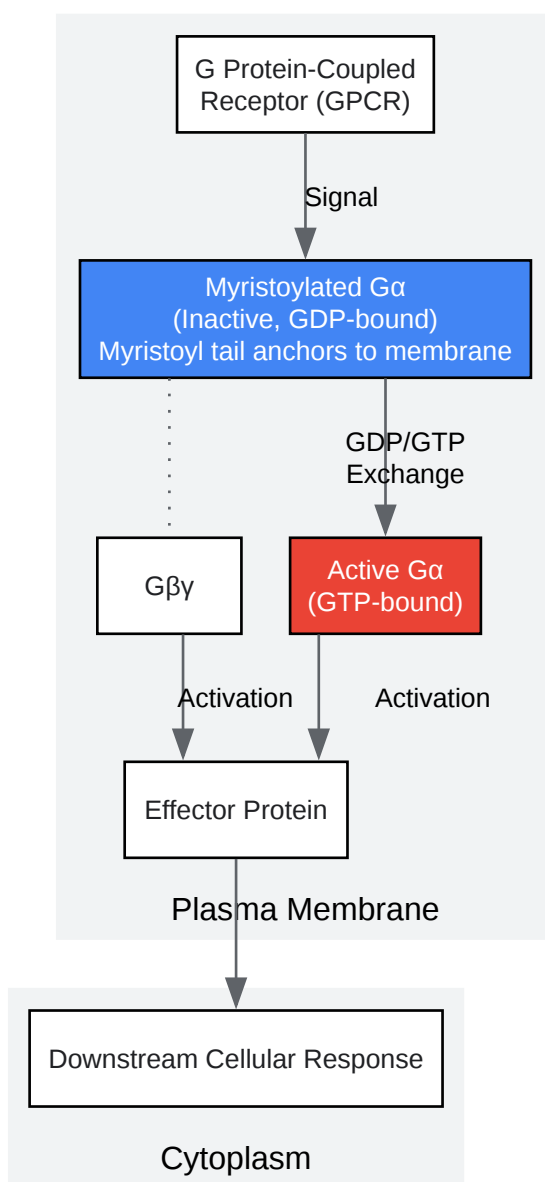 G Protein-Coupled
Receptor (GPCR)
Signal
Myristoylated Gα
(Inactive, GDP-bound)
Myristoyl tail anchors to membrane
GDP/GTP
Exchange
Gβγ
Active Gα
(GTP-bound)
Activation
Activation
Effector Protein
Plasma Membrane
Downstream Cellular Response
Cytoplasm